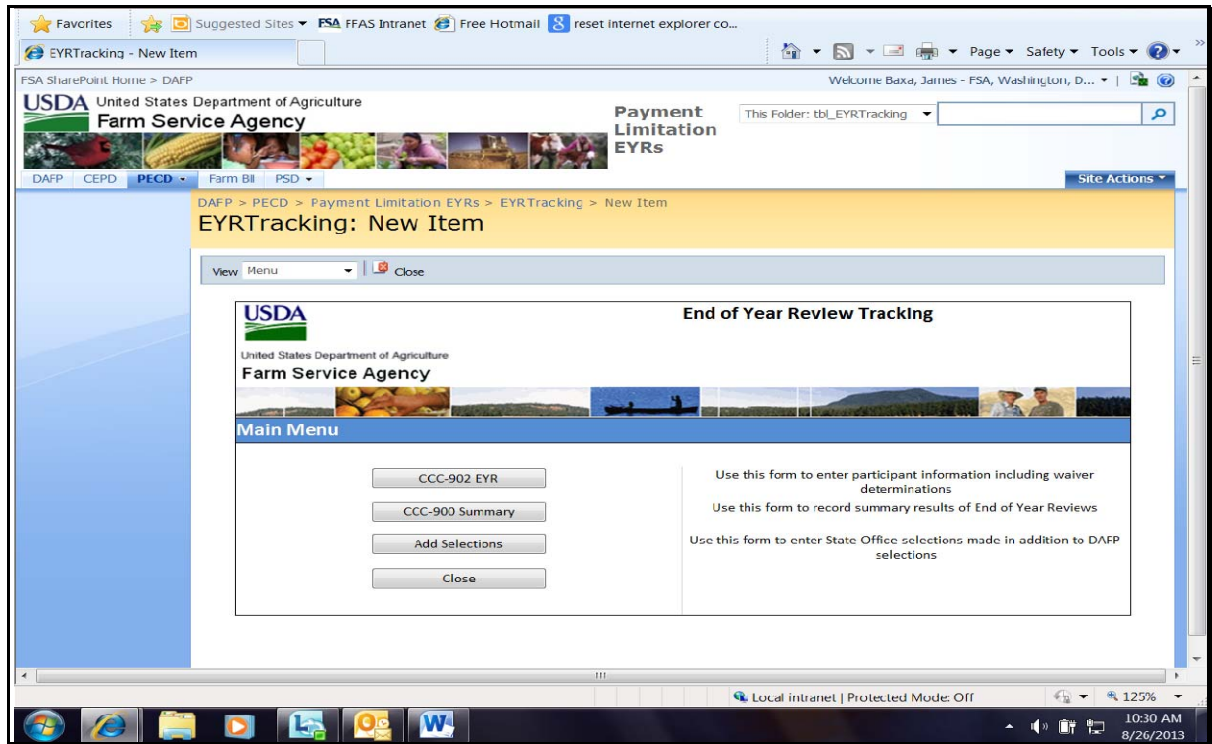 Favorites Suggested Sites FSA FFAS Intranet Free Hotmail reset internet explorer co...
EYRTracking - New Item Page Safety Tools »
FSA SharePoint Home > DAFP Welcome Baxa, James - FSA, Washington, D...
USDA United States Department of Agriculture
Farm Service Agency
Payment
Limitation
EYRs
This Folder: tbl_EYRTracking
DAFP CEPD PECD Farm Bill PSD Site Actions
DAFP > PECD > Payment Limitation EYRs > EYRTracking > New Item
EYRTracking: New Item
View Menu Close
USDA End of Year Review Tracking
United States Department of Agriculture
Farm Service Agency
Main Menu
CCC-902 EYR
Use this form to enter participant information including waiver
determinations
CCC-900 Summary
Use this form to record summary results of End of Year Reviews
Add Selections
Use this form to enter State Office selections made in addition to DAFP
selections
Close
Local intranet | Protected Mode: Off 125%
10:30 AM
8/26/2013